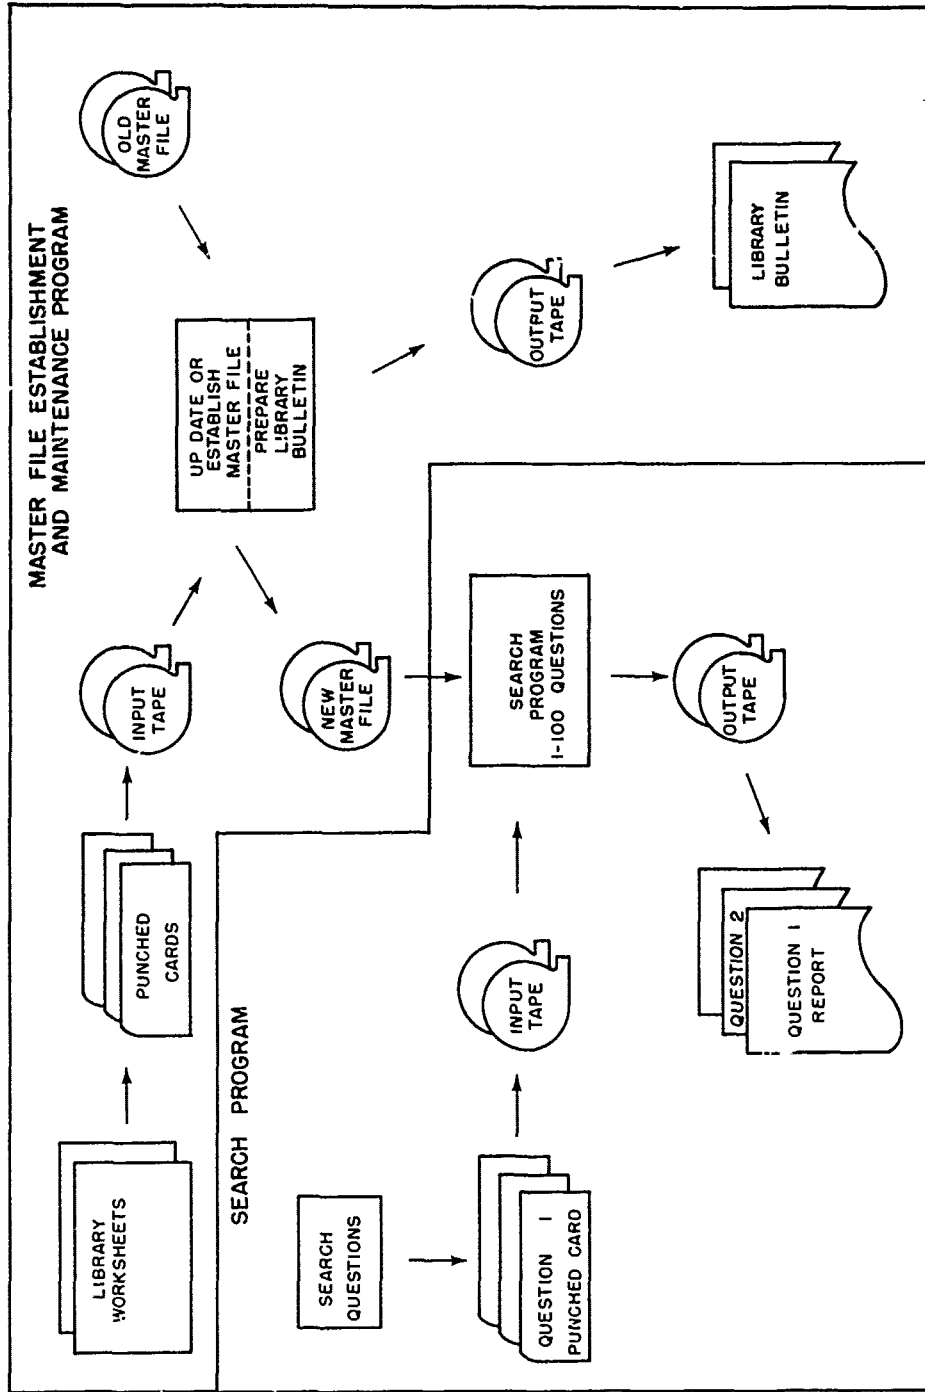 MASTER FILE ESTABLISHMENT
AND MAINTENANCE PROGRAM
LIBRARY
WORKSHEETS
PUNCHED
CARDS
INPUT
TAPE
OLD
MASTER
FILE
UP DATE OR
ESTABLISH
MASTER FILE
PREPARE
LIBRARY
BULLETIN
NEW
MASTER
FILE
OUTPUT
TAPE
LIBRARY
BULLETIN
SEARCH PROGRAM
SEARCH
QUESTIONS
QUESTION 1
PUNCHED CARD
INPUT
TAPE
SEARCH
PROGRAM
1-100 QUESTIONS
OUTPUT
TAPE
QUESTION 2
QUESTION 1
REPORT